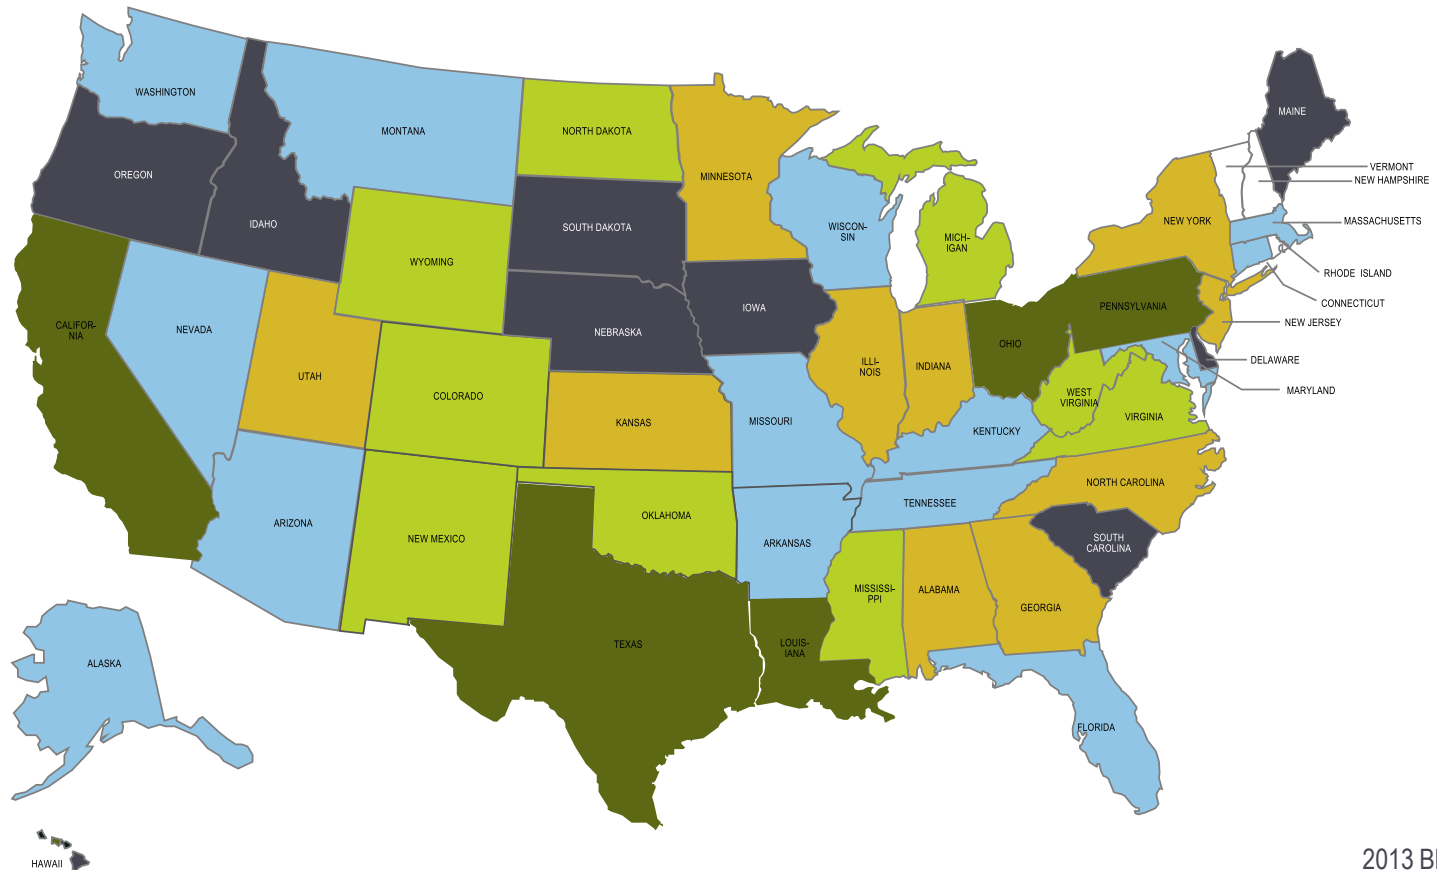 WASHINGTON
MONTANA
NORTH DAKOTA
MINNESOTA
MAINE
OREGON
IDAHO
SOUTH DAKOTA
WYOMING
WISCON-
SIN
MICH-
IGAN
NEW YORK
VERMONT
NEW HAMPSHIRE
MASSACHUSETTS
RHODE ISLAND
CONNECTICUT
NEW JERSEY
PENNSYLVANIA
IOWA
NEBRASKA
NEVADA
CALIFOR-
NIA
UTAH
COLORADO
KANSAS
MISSOURI
ILLI-
NOIS
INDIANA
OHIO
DELAWARE
MARYLAND
WEST
VIRGINIA
VIRGINIA
KENTUCKY
NORTH CAROLINA
TENNESSEE
ARIZONA
NEW MEXICO
OKLAHOMA
ARKANSAS
SOUTH
CAROLINA
MISSISSI-
PPI
ALABAMA
GEORGIA
TEXAS
LOUIS-
IANA
ALASKA
FLORIDA
HAWAII
2013